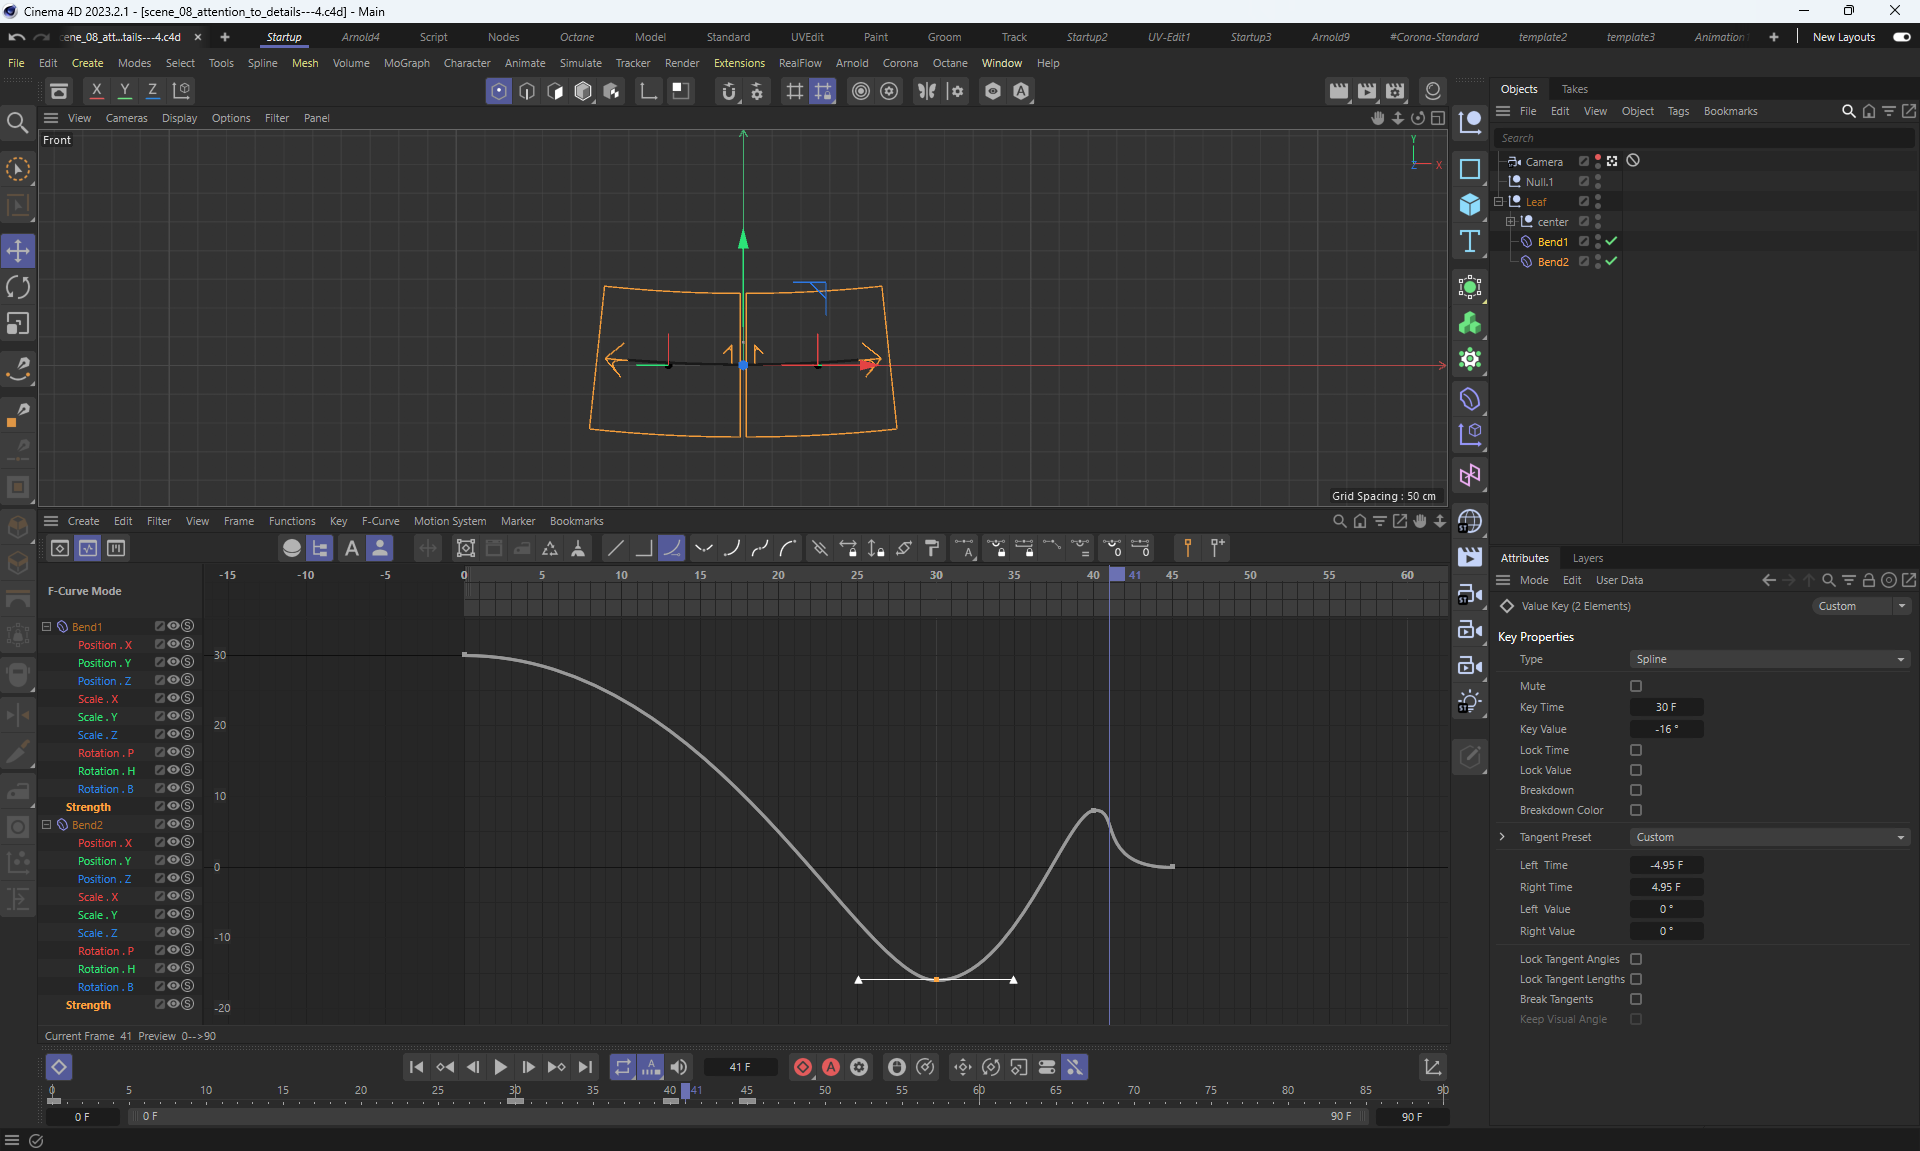 Cinema 4D 2023.2.1 - [scene_08_attention_to_details---4.c4d] - Main
cene_08_att...tails---4.c4d
Startup Arnold4 Script Nodes Octane Model Standard UVEdit Paint Groom Track Startup2 UV-Edit1 Startup3 Arnold9 #Corona-Standard template2 template3 Animation New Layouts
File Edit Create Modes Select Tools Spline Mesh Volume MoGraph Character Animate Simulate Tracker Render Extensions RealFlow Arnold Corona Octane Window Help
X Y Z
View Cameras Display Options Filter Panel
Front
Y
Z X
Grid Spacing : 50 cm
Create Edit Filter View Frame Functions Key F-Curve Motion System Marker Bookmarks
-15 -10 -5 0 5 10 15 20 25 30 35 40 41 45 50 55 60
F-Curve Mode
Bend1
Position . X
Position . Y
Position . Z
Scale . X
Scale . Y
Scale . Z
Rotation . P
Rotation . H
Rotation . B
Strength
Bend2
Position . X
Position . Y
Position . Z
Scale . X
Scale . Y
Scale . Z
Rotation . P
Rotation . H
Rotation . B
Strength
30
20
10
0
-10
-20
Current Frame 41 Preview 0-->90
41 F
0 5 10 15 20 25 30 35 40 41 45 50 55 60 65 70 75 80 85 90
0 F 0 F 90 F 90 F
Objects Takes
File Edit View Object Tags Bookmarks
Search
Camera
Null.1
Leaf
center
Bend1
Bend2
Attributes Layers
Mode Edit User Data
Value Key (2 Elements) Custom
Key Properties
Type Spline
Mute
Key Time 30 F
Key Value -16 °
Lock Time
Lock Value
Breakdown
Breakdown Color
Tangent Preset Custom
Left Time -4.95 F
Right Time 4.95 F
Left Value 0 °
Right Value 0 °
Lock Tangent Angles
Lock Tangent Lengths
Break Tangents
Keep Visual Angle